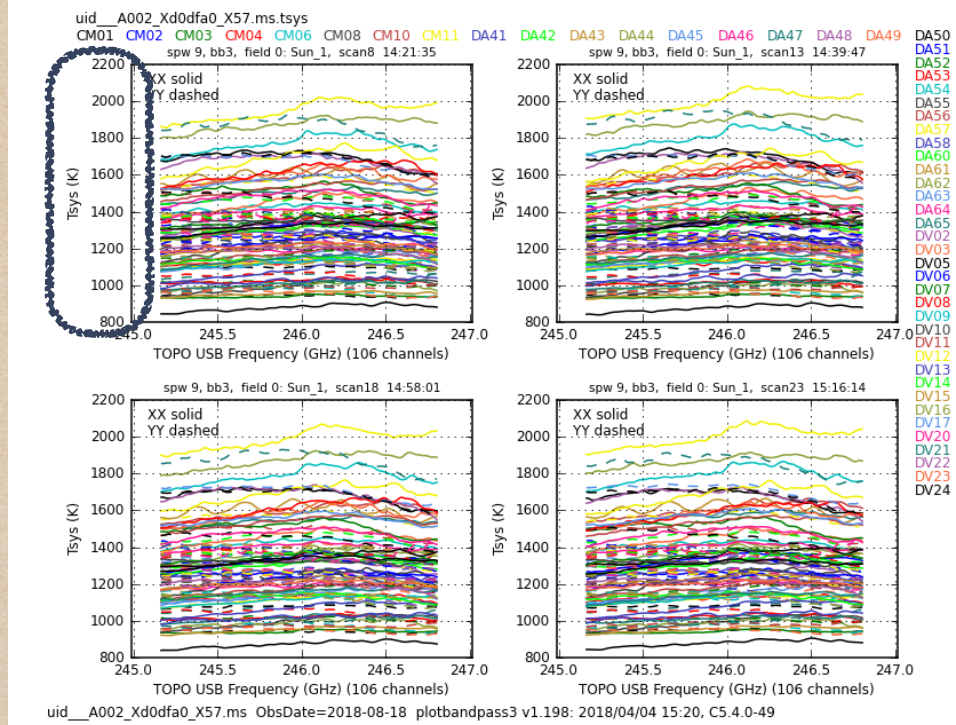 uid___A002_Xd0dfa0_X57.ms.tsys
CM01 CM02 CM03 CM04 CM06 CM08 CM10 CM11 DA41 DA42 DA43 DA44 DA45 DA46 DA47 DA48 DA49 DA50
DA51
DA52
DA53
DA54
DA55
DA56
DA57
DA58
DA60
DA61
DA62
DA63
DA64
DA65
DV02
DV03
DV05
DV06
DV07
DV08
DV09
DV10
DV11
DV12
DV13
DV14
DV15
DV16
DV17
DV20
DV21
DV22
DV23
DV24
spw 9, bb3, field 0: Sun_1, scan8 14:21:35
XX solid
YY dashed
2200
2000
1800
1600
1400
1200
1000
800
Tsys (K)
245.0 245.5 246.0 246.5 247.0
TOPO USB Frequency (GHz) (106 channels)
spw 9, bb3, field 0: Sun_1, scan13 14:39:47
XX solid
YY dashed
2200
2000
1800
1600
1400
1200
1000
800
Tsys (K)
245.0 245.5 246.0 246.5 247.0
TOPO USB Frequency (GHz) (106 channels)
spw 9, bb3, field 0: Sun_1, scan18 14:58:01
XX solid
YY dashed
2200
2000
1800
1600
1400
1200
1000
800
Tsys (K)
245.0 245.5 246.0 246.5 247.0
TOPO USB Frequency (GHz) (106 channels)
spw 9, bb3, field 0: Sun_1, scan23 15:16:14
XX solid
YY dashed
2200
2000
1800
1600
1400
1200
1000
800
Tsys (K)
245.0 245.5 246.0 246.5 247.0
TOPO USB Frequency (GHz) (106 channels)
uid___A002_Xd0dfa0_X57.ms ObsDate=2018-08-18 plotbandpass3 v1.198: 2018/04/04 15:20, C5.4.0-49